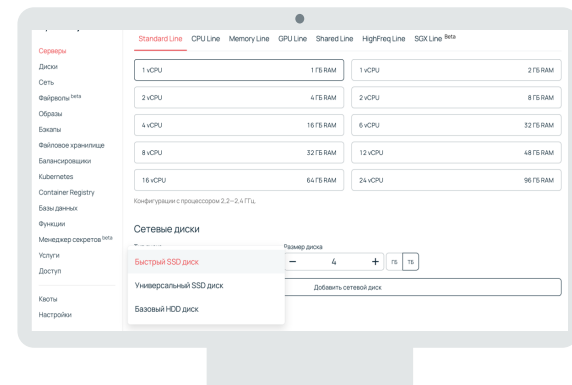 Standard Line CPU Line Memory Line GPU Line Shared Line HighFreq Line SGX Line Beta
Серверы
Диски
Сеть
Файрволы beta
Образы
Бэкапы
Файловое хранилище
Балансировщики
Kubernetes
Container Registry
Базы данных
Функции
Менеджер секретов beta
Услуги
Доступ
Квоты
Настройки
1 vCPU 1 ГБ RAM
1 vCPU 2 ГБ RAM
2 vCPU 4 ГБ RAM
2 vCPU 8 ГБ RAM
4 vCPU 16 ГБ RAM
6 vCPU 32 ГБ RAM
8 vCPU 32 ГБ RAM
12 vCPU 48 ГБ RAM
16 vCPU 64 ГБ RAM
24 vCPU 96 ГБ RAM
Конфигурации с процессором 2,2—2,4 ГГц.
Сетевые диски
Размер диска
Быстрый SSD диск
Универсальный SSD диск
Базовый HDD диск
— 4 + ГБ ТБ
Добавить сетевой диск